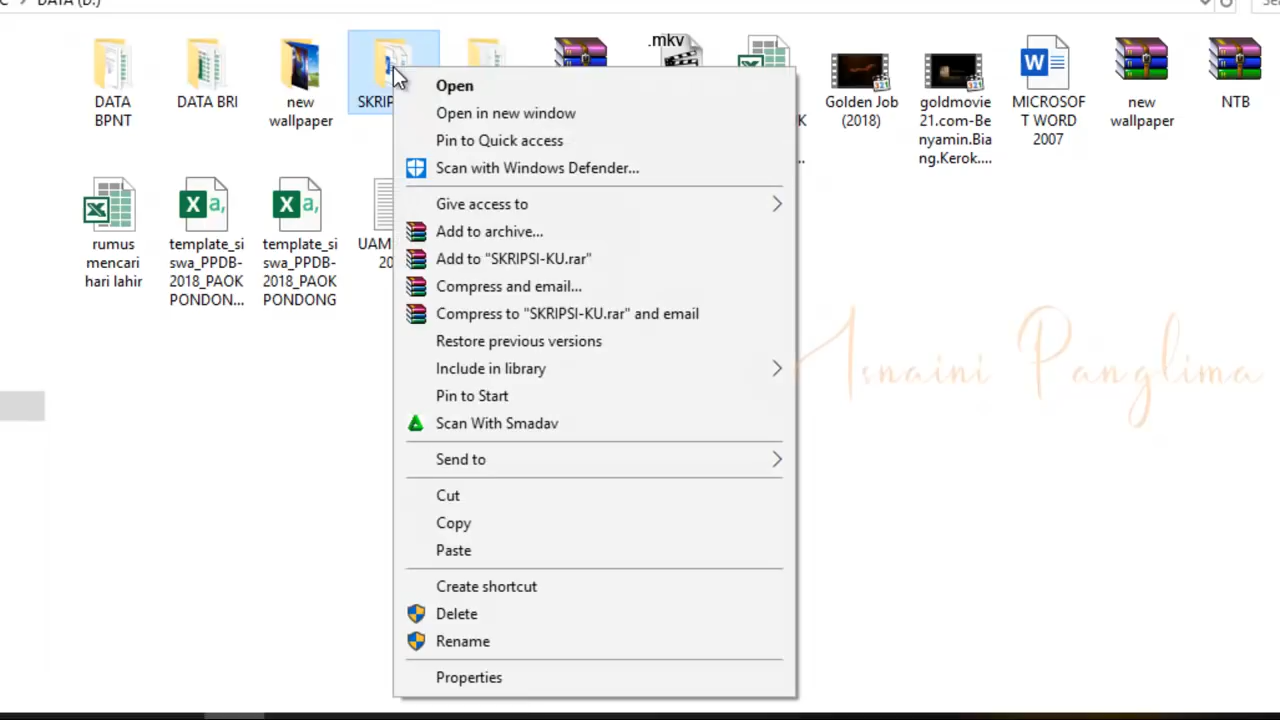 DATA (D:)
.mkv
DATA
BPNT
DATA BRI
new
wallpaper
Golden Job
(2018)
goldmovie
21.com-Be
nyamin.Bia
ng.Kerok....
MICROSOF
T WORD
2007
new
wallpaper
NTB
rumus
mencari
hari lahir
template_si
swa_PPDB-
2018_PAOK
PONDON...
template_si
swa_PPDB-
2018_PAOK
PONDONG
Open
Open in new window
Pin to Quick access
Scan with Windows Defender...
Give access to
Add to archive...
Add to "SKRIPSI-KU.rar"
Compress and email...
Compress to "SKRIPSI-KU.rar" and email
Restore previous versions
Include in library
Pin to Start
Scan With Smadav
Send to
Cut
Copy
Paste
Create shortcut
Delete
Rename
Properties
Asnaini Panglima